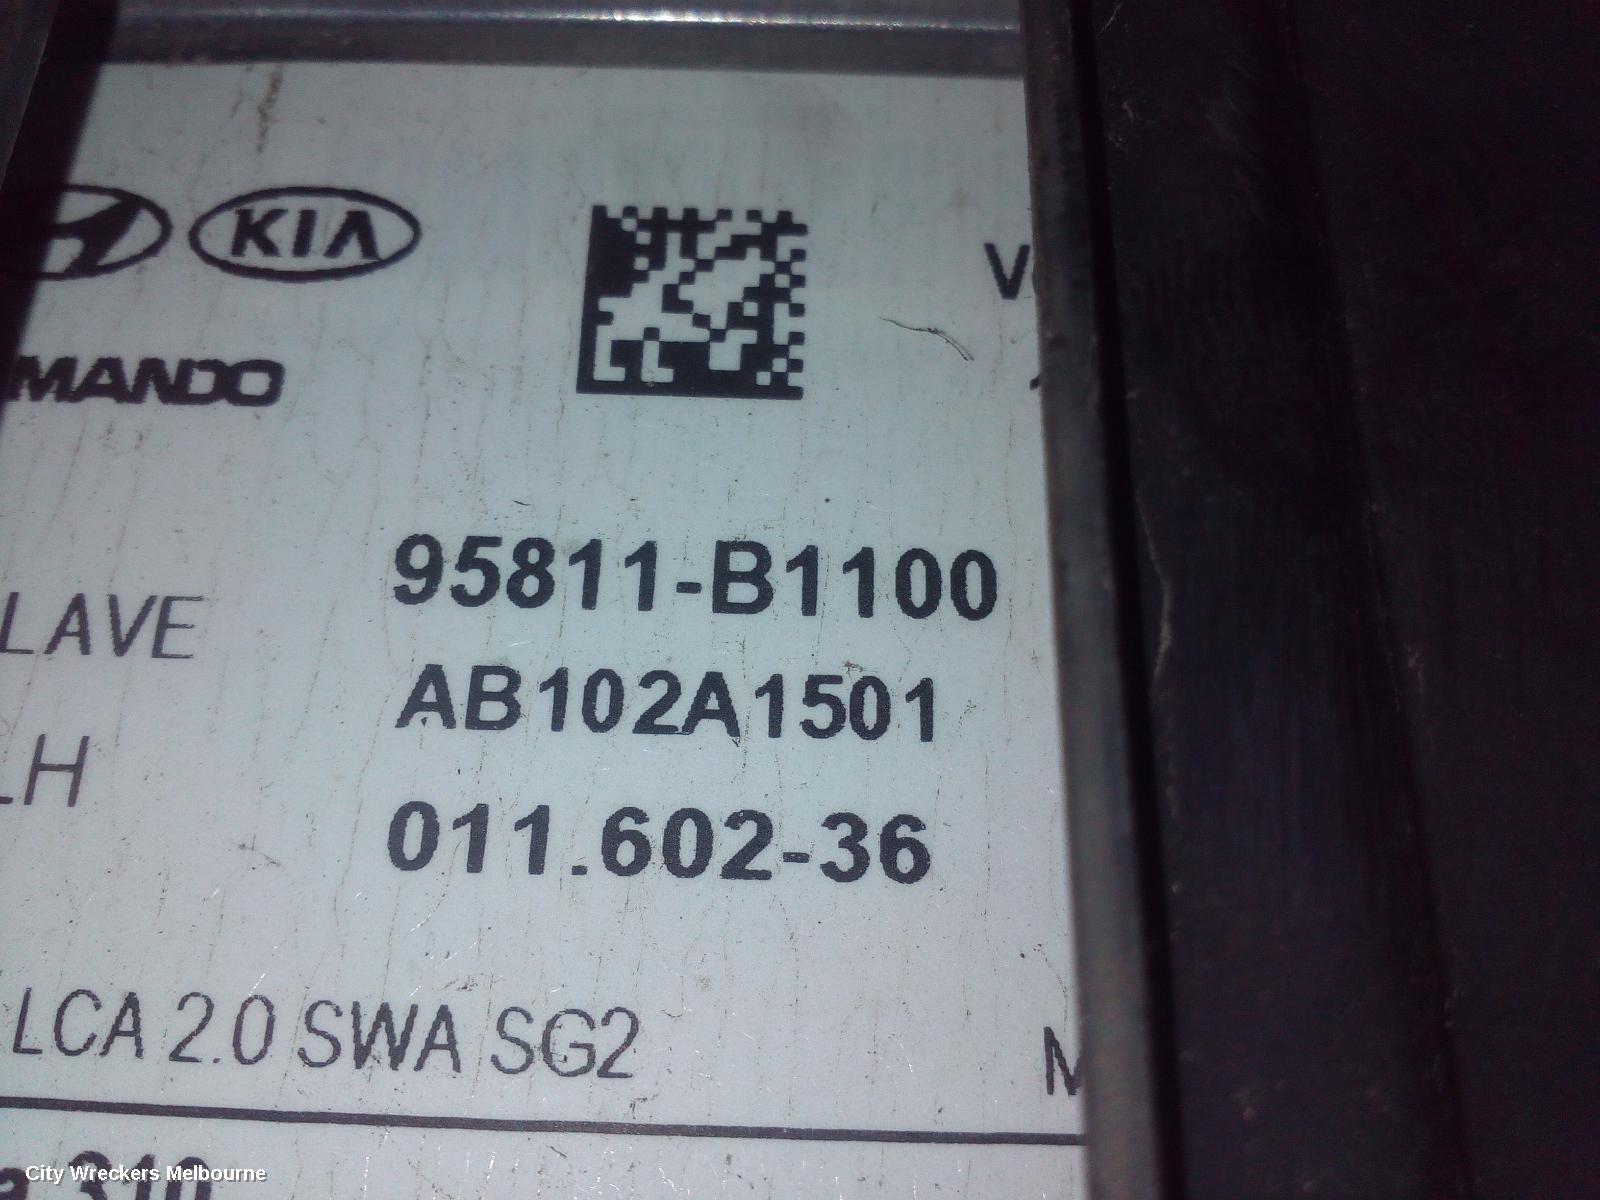 KIA
MANDO
95811-B1100
LAVE
AB102A1501
LH
011.602-36
LCA 2.0 SWA SG2
City Wreckers Melbourne